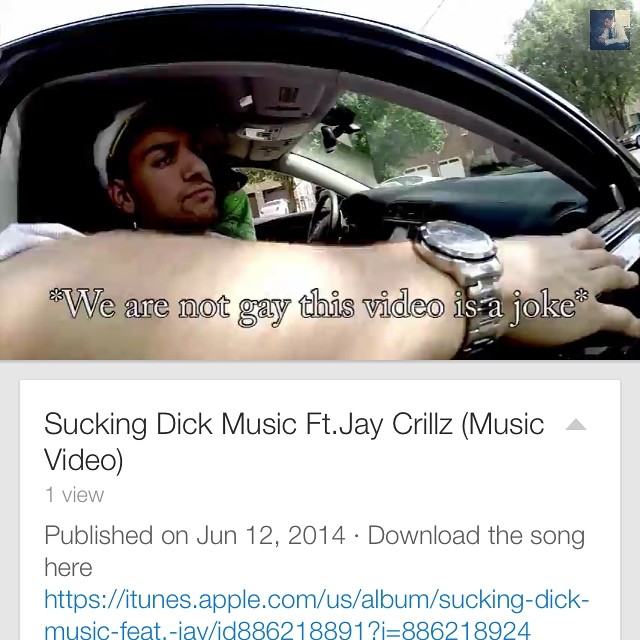 *We are not gay this video is a joke*
Sucking Dick Music Ft.Jay Crillz (Music
Video)
1 view
Published on Jun 12, 2014 · Download the song
here
https://itunes.apple.com/us/album/sucking-dick-
music-feat.-jay/id886218891?i=886218924